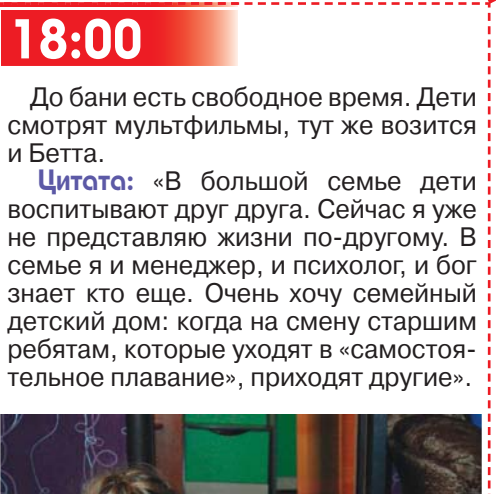 18:00
До бани есть свободное время. Дети
смотрят мультфильмы, тут же возится
и Бетта.
Цитата: «В большой семье дети
воспитывают друг друга. Сейчас я уже
не представляю жизни по-другому. В
семье я и менеджер, и психолог, и бог
знает кто еще. Очень хочу семейный
детский дом: когда на смену старшим
ребятам, которые уходят в «самостоя-
тельное плавание», приходят другие».